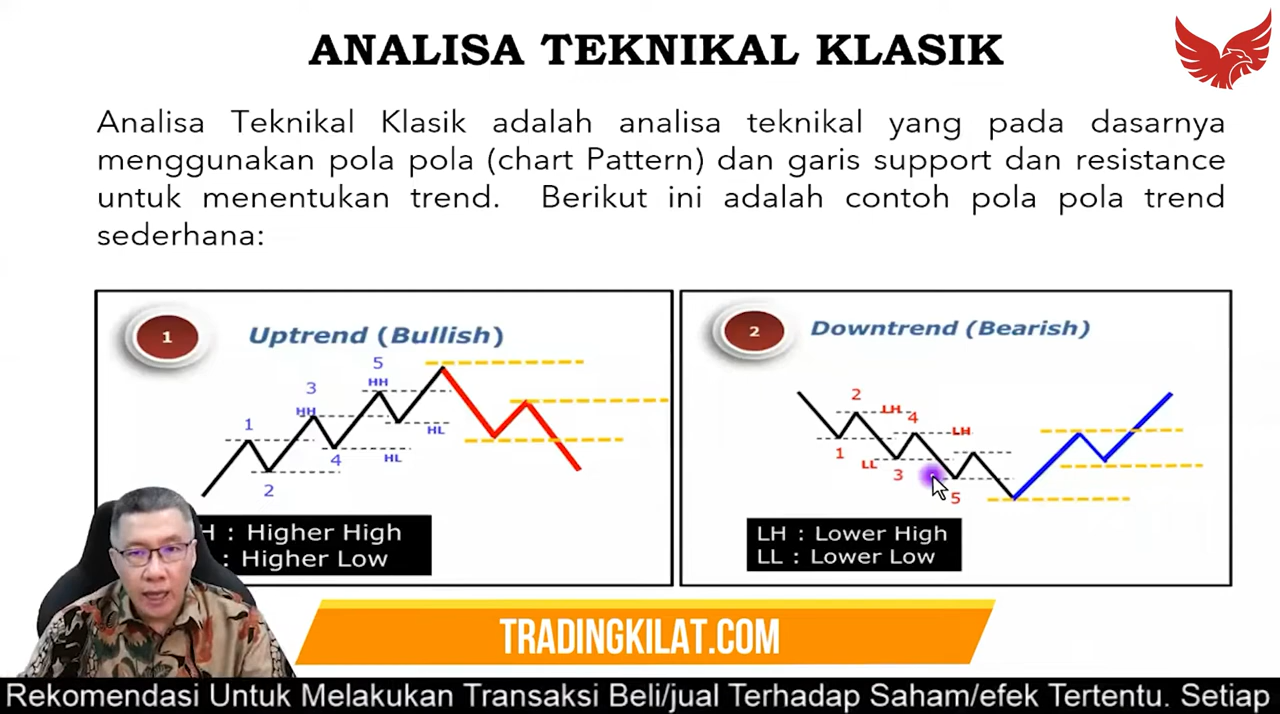 ANALISA TEKNIKAL KLASIK
Analisa Teknikal Klasik adalah analisa teknikal yang pada dasarnya
menggunakan pola pola (chart Pattern) dan garis support dan resistance
untuk menentukan trend. Berikut ini adalah contoh pola pola trend
sederhana:
1
Uptrend (Bullish)
5
HH
3
HH
1
HL
4
HL
2
H : Higher High
: Higher Low
2
Downtrend (Bearish)
2
LH
4
LH
1
LL
3
5
LH : Lower High
LL : Lower Low
TRADINGKILAT.COM
Rekomendasi Untuk Melakukan Transaksi Beli/jual Terhadap Saham/efek Tertentu. Setiap